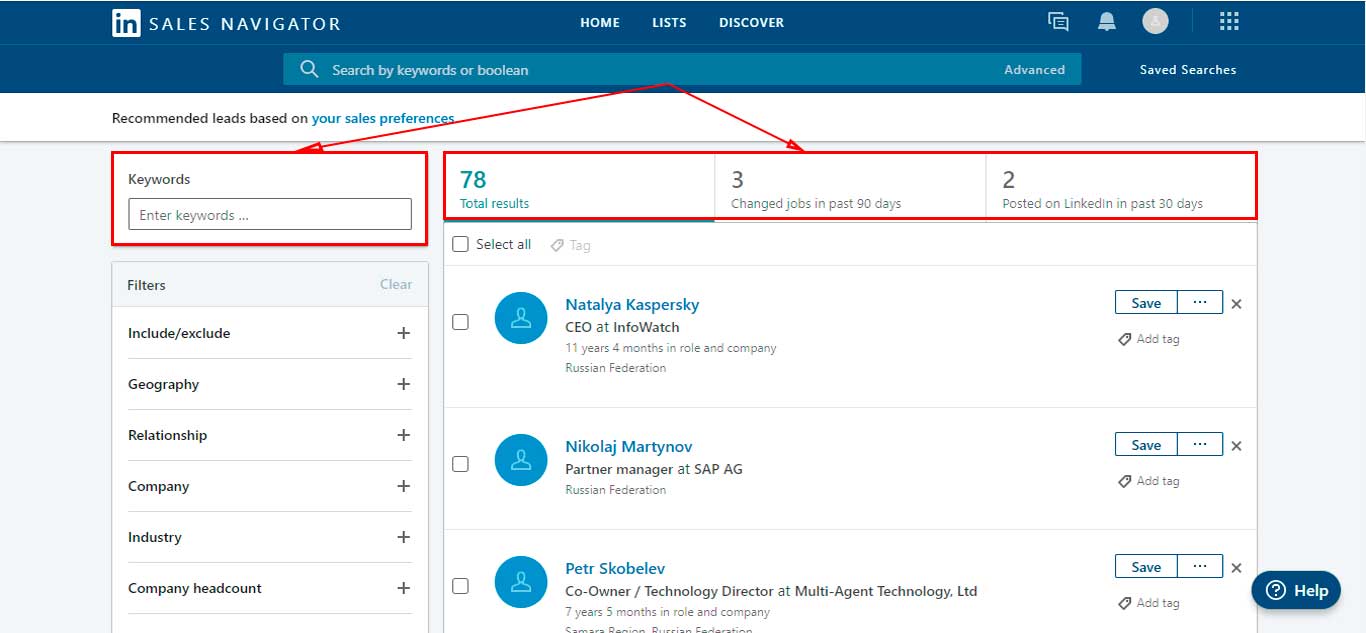 in SALES NAVIGATOR
HOME LISTS DISCOVER
Search by keywords or boolean Advanced
Saved Searches
Recommended leads based on your sales preferences
Keywords
Enter keywords ...
78
Total results
3
Changed jobs in past 90 days
2
Posted on LinkedIn in past 30 days
Filters Clear
Include/exclude
Geography
Relationship
Company
Industry
Company headcount
Select all Tag
Natalya Kaspersky
CEO at InfoWatch
11 years 4 months in role and company
Russian Federation
Save ...
Add tag
Nikolaj Martynov
Partner manager at SAP AG
Russian Federation
Save ...
Add tag
Petr Skobelev
Co-Owner / Technology Director at Multi-Agent Technology, Ltd
7 years 5 months in role and company
Samara Region, Russian Federation
Save ...
Add tag
Help